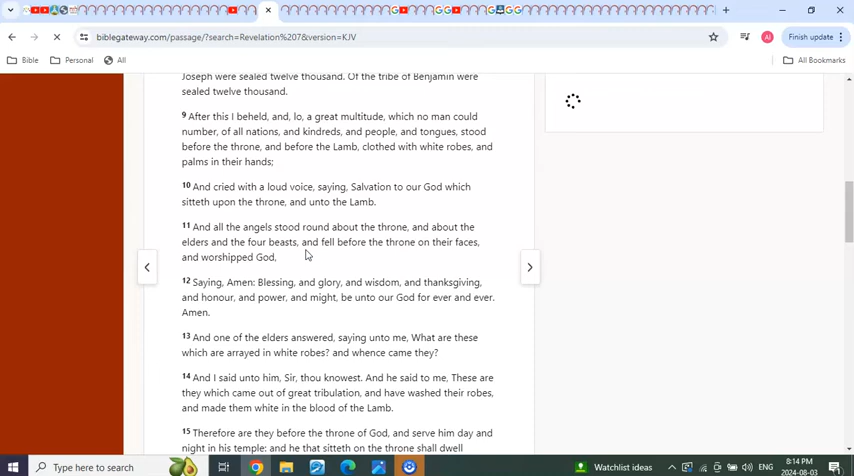 biblegateway.com/passage/?search=Revelation%207&version=KJV
AI
Finish update
Bible
Personal
All
All Bookmarks
Joseph were sealed twelve thousand. Of the tribe of Benjamin were
sealed twelve thousand.
9 After this I beheld, and, lo, a great multitude, which no man could
number, of all nations, and kindreds, and people, and tongues, stood
before the throne, and before the Lamb, clothed with white robes, and
palms in their hands;
10 And cried with a loud voice, saying, Salvation to our God which
sitteth upon the throne, and unto the Lamb.
11 And all the angels stood round about the throne, and about the
elders and the four beasts, and fell before the throne on their faces,
and worshipped God,
12 Saying, Amen: Blessing, and glory, and wisdom, and thanksgiving,
and honour, and power, and might, be unto our God for ever and ever.
Amen.
13 And one of the elders answered, saying unto me, What are these
which are arrayed in white robes? and whence came they?
14 And I said unto him, Sir, thou knowest. And he said to me, These are
they which came out of great tribulation, and have washed their robes,
and made them white in the blood of the Lamb.
15 Therefore are they before the throne of God, and serve him day and
night in his temple: and he that sitteth on the throne shall dwell
Type here to search
Watchlist ideas
ENG
8:14 PM
2024-08-03